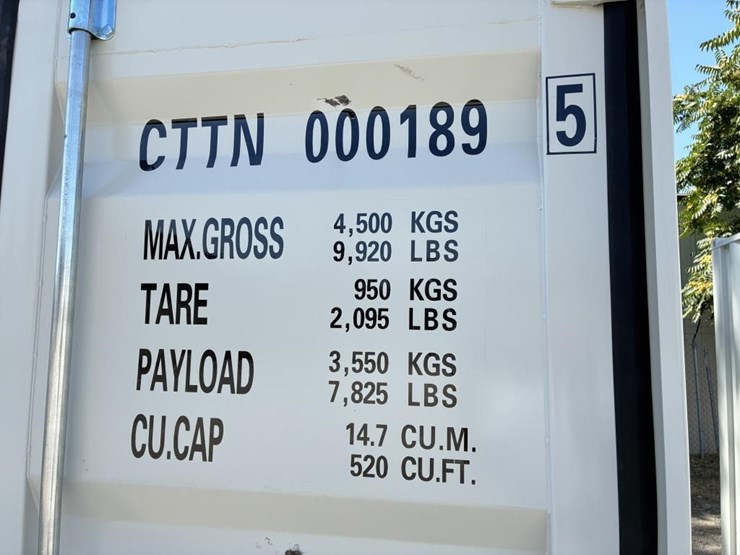 CTTN 000189 5
MAX.GROSS 4,500 KGS
9,920 LBS
TARE 950 KGS
2,095 LBS
PAYLOAD 3,550 KGS
7,825 LBS
CU.CAP 14.7 CU.M.
520 CU.FT.